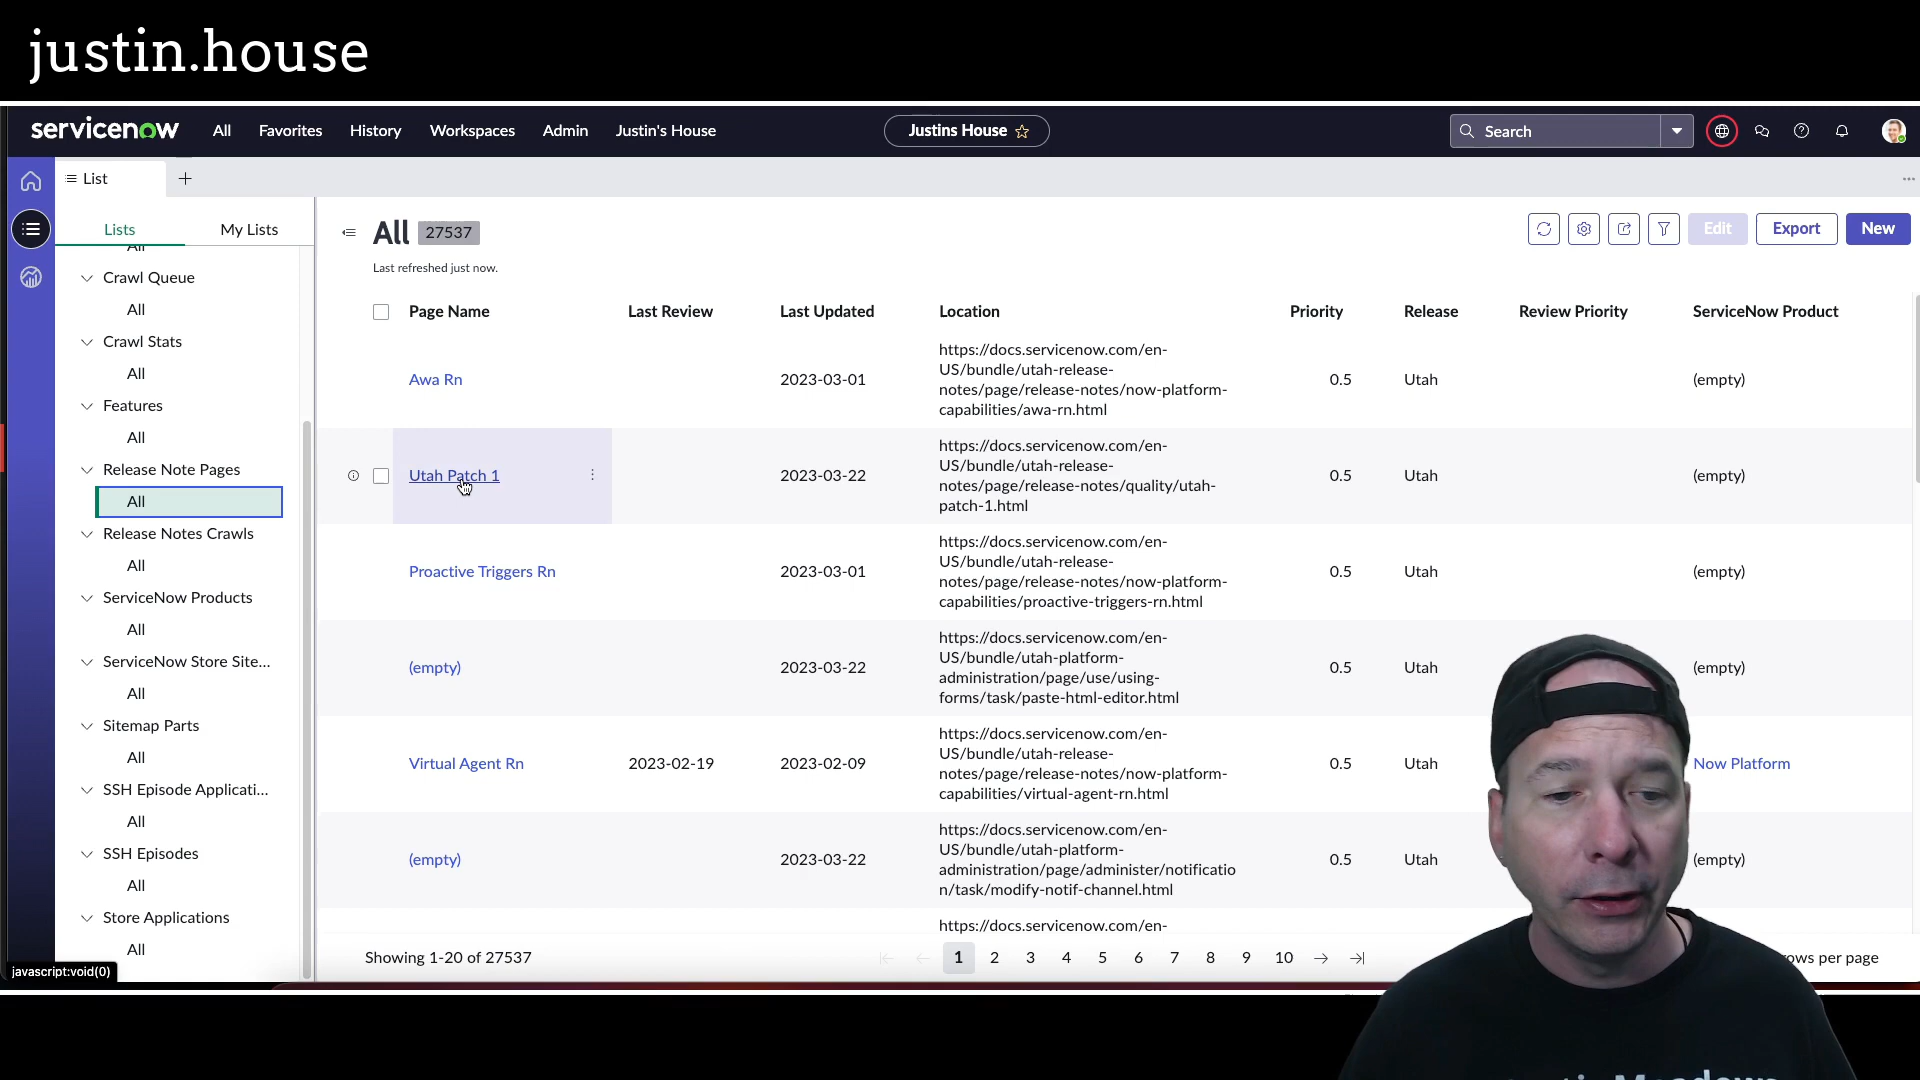 justin.house
servicenow All Favorites History Workspaces Admin Justin's House Justins House Search
List
Lists My Lists
All
Crawl Queue
All
Crawl Stats
All
Features
All
Release Note Pages
All
Release Notes Crawls
All
ServiceNow Products
All
ServiceNow Store Site...
All
Sitemap Parts
All
SSH Episode Applicati...
All
SSH Episodes
All
Store Applications
All
javascript:void(0)
All 27537
Last refreshed just now.
Edit Export New
Page Name Last Review Last Updated Location Priority Release Review Priority ServiceNow Product
Awa Rn 2023-03-01
https://docs.servicenow.com/en-
US/bundle/utah-release-
notes/page/release-notes/now-platform-
capabilities/awa-rn.html
0.5 Utah (empty)
Utah Patch 1 2023-03-22
https://docs.servicenow.com/en-
US/bundle/utah-release-
notes/page/release-notes/quality/utah-
patch-1.html
0.5 Utah (empty)
Proactive Triggers Rn 2023-03-01
https://docs.servicenow.com/en-
US/bundle/utah-release-
notes/page/release-notes/now-platform-
capabilities/proactive-triggers-rn.html
0.5 Utah (empty)
(empty) 2023-03-22
https://docs.servicenow.com/en-
US/bundle/utah-platform-
administration/page/use/using-
forms/task/paste-html-editor.html
0.5 Utah (empty)
Virtual Agent Rn 2023-02-19 2023-02-09
https://docs.servicenow.com/en-
US/bundle/utah-release-
notes/page/release-notes/now-platform-
capabilities/virtual-agent-rn.html
0.5 Utah Now Platform
(empty) 2023-03-22
https://docs.servicenow.com/en-
US/bundle/utah-platform-
administration/page/administer/notificatio
n/task/modify-notif-channel.html
0.5 Utah (empty)
https://docs.servicenow.com/en-
Showing 1-20 of 27537 1 2 3 4 5 6 7 8 9 10 rows per page